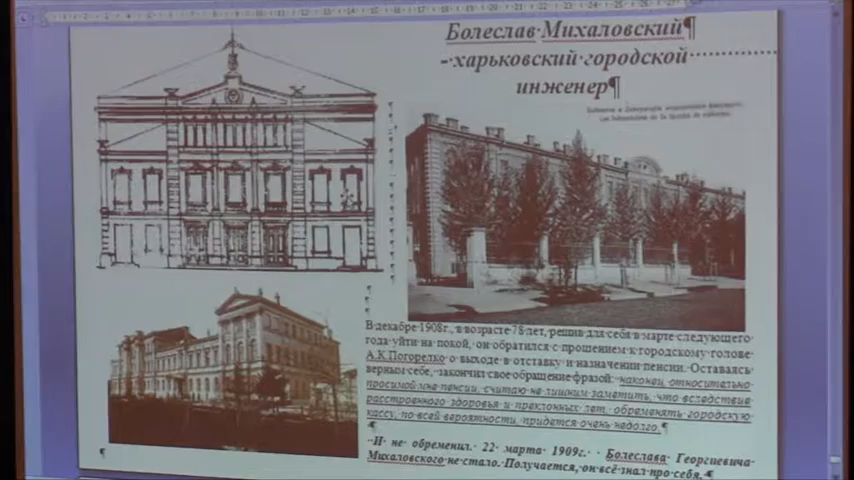 Болеслав Михаловский¶
- харьковский городской
инженер¶
В декабре 1908г., в возрасте 78 лет, решив для себя в марте следующего
года уйти на покой, он обратился с прошением к городскому голове
А.К.Погорелко о выходе в отставку и назначении пенсии. Оставаясь
верным себе, закончил свое обращение фразой: наконец, относительно
просимой мне пенсии, считаю не лишним заметить, что вследствие
расстроенного здоровья и преклонных лет, обременять городскую
кассу, по всей вероятности, придется очень недолго.¶
И не обременил. 22 марта 1909г. Болеслава Георгиевича
Михаловского не стало. Получается, он всё знал про себя.¶